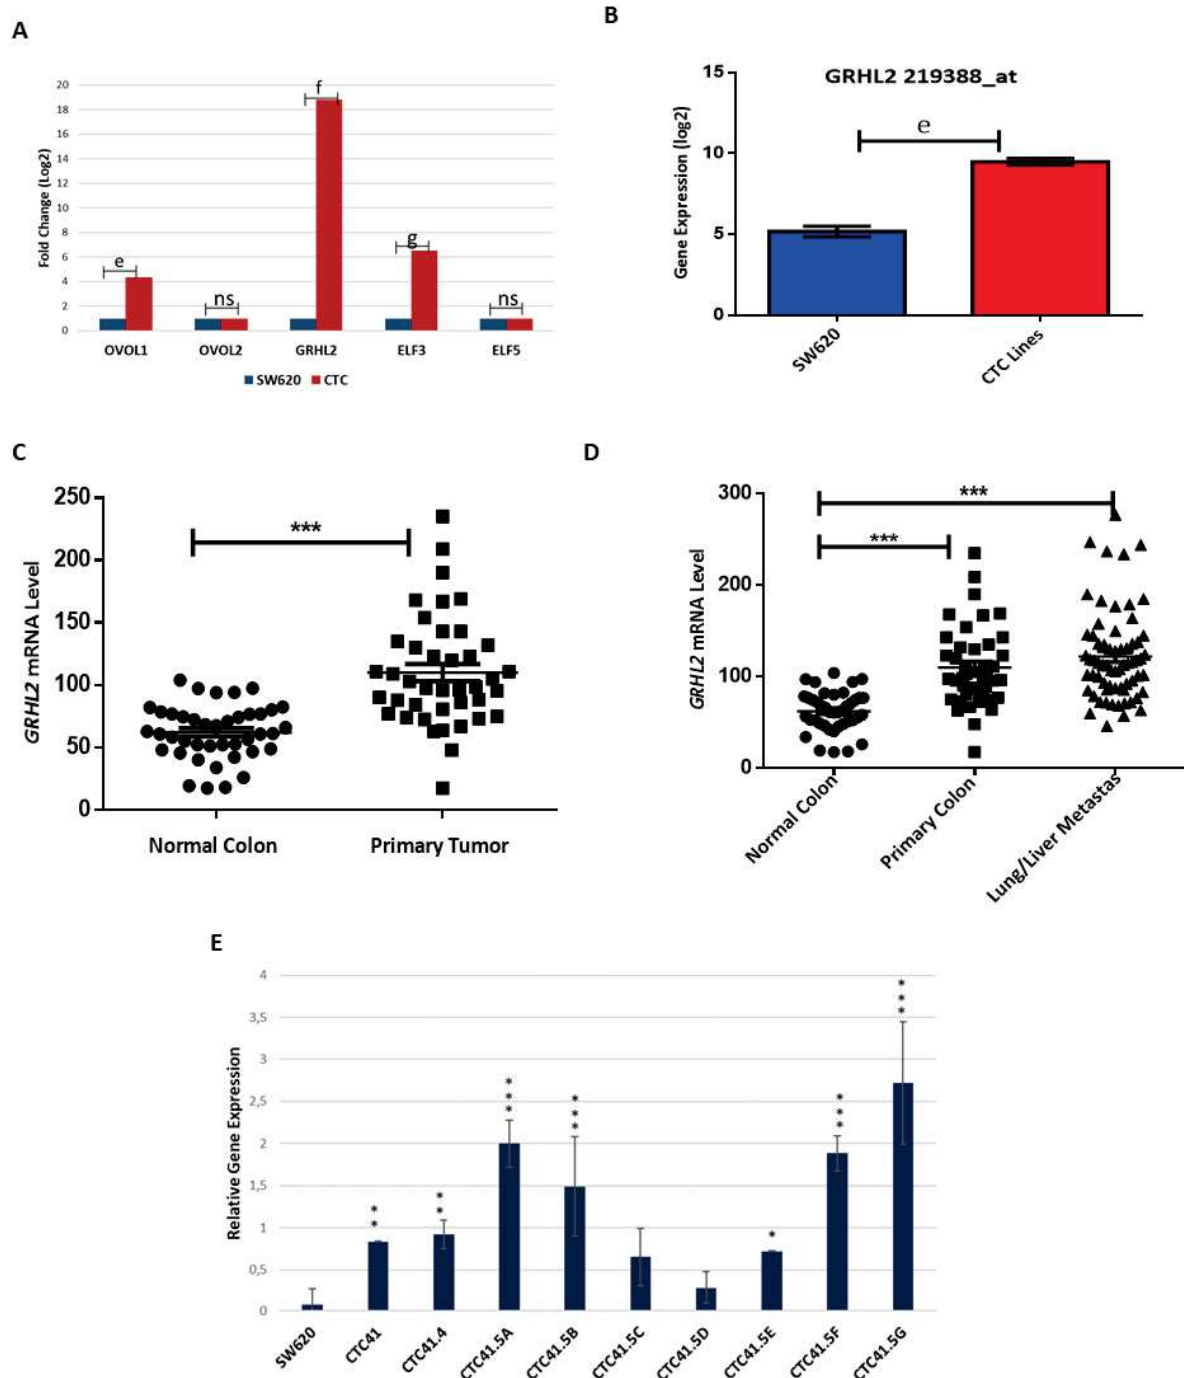 A
20
18
16
14
12
10
8
6
4
2
0
Fold Change (Log2)
e
ns
f
g
ns
OVOL1 OVOL2 GRHL2 ELF3 ELF5
SW620 CTC
B
GRHL2 219388_at
15
10
5
0
Gene Expression (log2)
e
SW620
CTC Lines
C
250
200
150
100
50
0
GRHL2 mRNA Level
***
Normal Colon Primary Tumor
D
300
200
100
0
GRHL2 mRNA Level
***
***
Normal Colon
Primary Colon
Lung/Liver Metastas
E
4
3,5
3
2,5
2
1,5
1
0,5
0
Relative Gene Expression
**
**
***
***
*
***
***
SW620
CTC41
CTC41.4
CTC41.5A
CTC41.5B
CTC41.5C
CTC41.5D
CTC41.5E
CTC41.5F
CTC41.5G